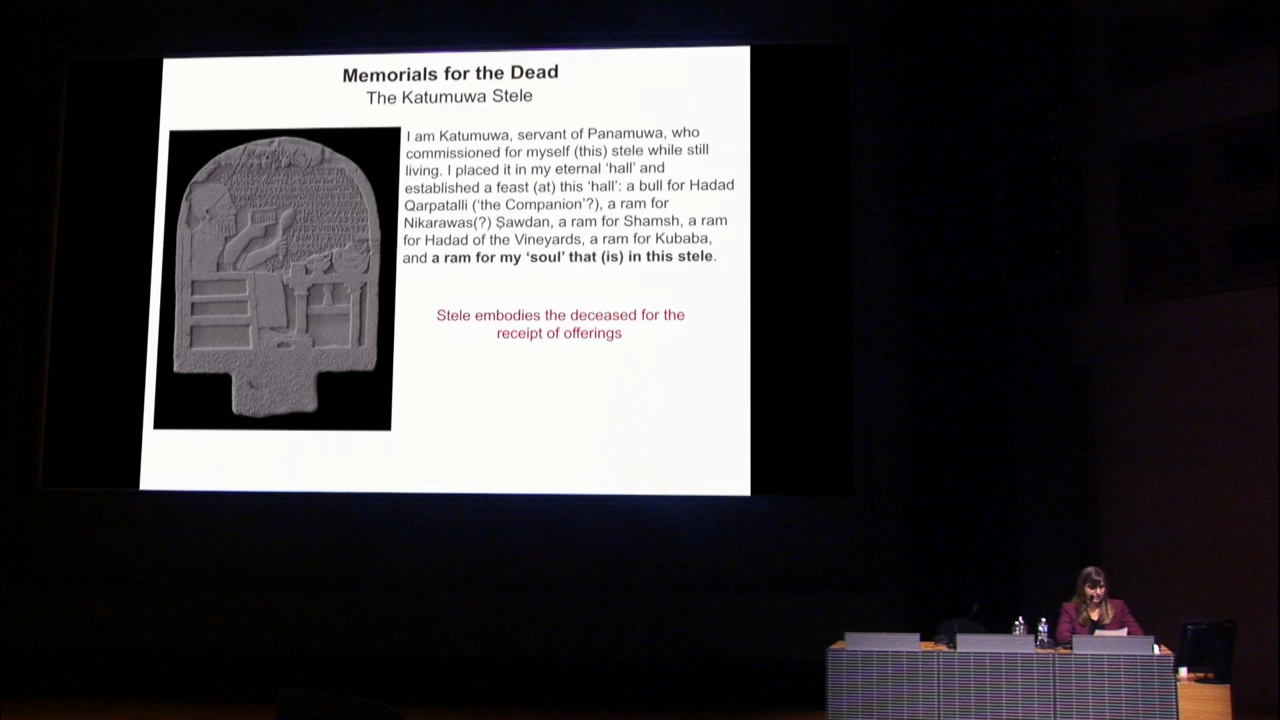 Memorials for the Dead
The Katumuwa Stele
I am Katumuwa, servant of Panamuwa, who
commissioned for myself (this) stele while still
living. I placed it in my eternal ‘hall’ and
established a feast (at) this ‘hall’: a bull for Hadad
Qarpatalli (‘the Companion’?), a ram for
Nikarawas(?) Ṣawdan, a ram for Shamsh, a ram
for Hadad of the Vineyards, a ram for Kubaba,
and a ram for my ‘soul’ that (is) in this stele.
Stele embodies the deceased for the
receipt of offerings